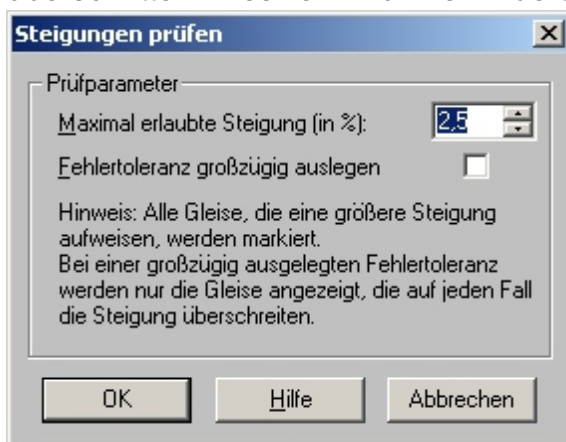 Steigungen prüfen
Prüfparameter
Maximal erlaubte Steigung (in %): 2,5
Fehlertoleranz großzügig auslegen
Hinweis: Alle Gleise, die eine größere Steigung
aufweisen, werden markiert.
Bei einer großzügig ausgelegten Fehlertoleranz
werden nur die Gleise angezeigt, die auf jeden Fall
die Steigung überschreiten.
OK Hilfe Abbrechen